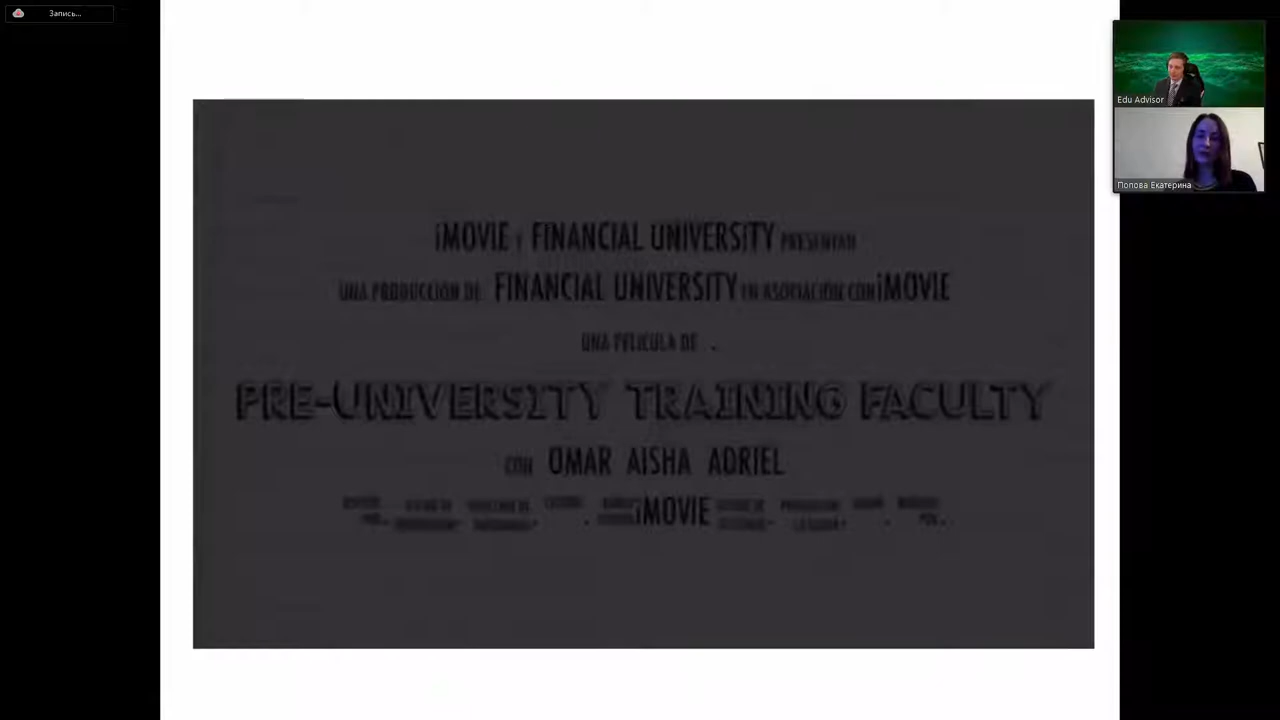 Запись...
Edu Advisor
Попова Екатерина
iMOVIE Y FINANCIAL UNIVERSITY PRESENTAN
UNA PRODUCCIÓN DE FINANCIAL UNIVERSITY EN ASOCIACIÓN CON iMOVIE
UNA PELÍCULA DE .
PRE-UNIVERSITY TRAINING FACULTY
CON OMAR AISHA ADRIEL
iMOVIE